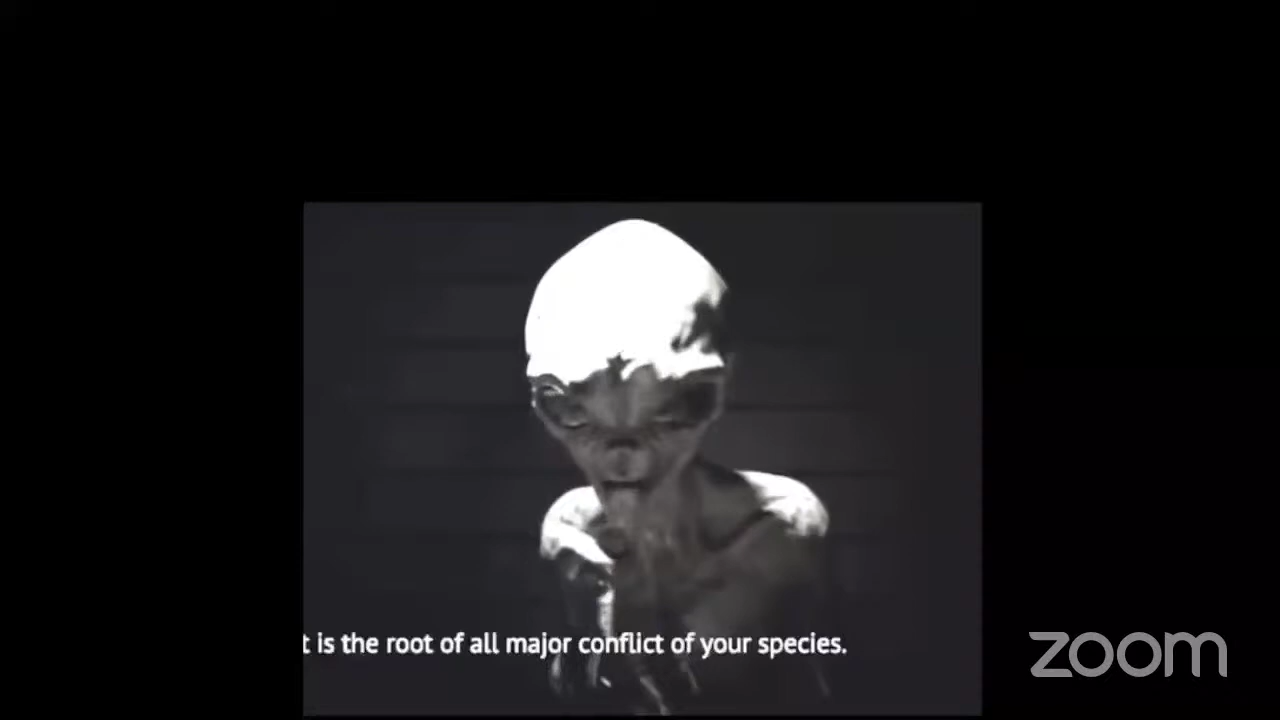 t is the root of all major conflict of your species.
zoom